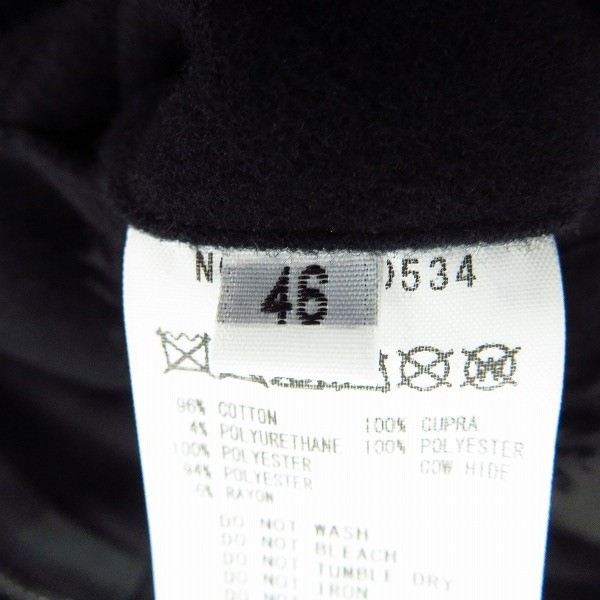 46
0534
96% COTTON 100% CUPRA
4% POLYURETHANE 100% POLYESTER
100% POLYESTER COW HIDE
94% POLYESTER
6% RAYON
DO NOT WASH
DO NOT BLEACH
DO NOT TUMBLE DRY
DO NOT IRON